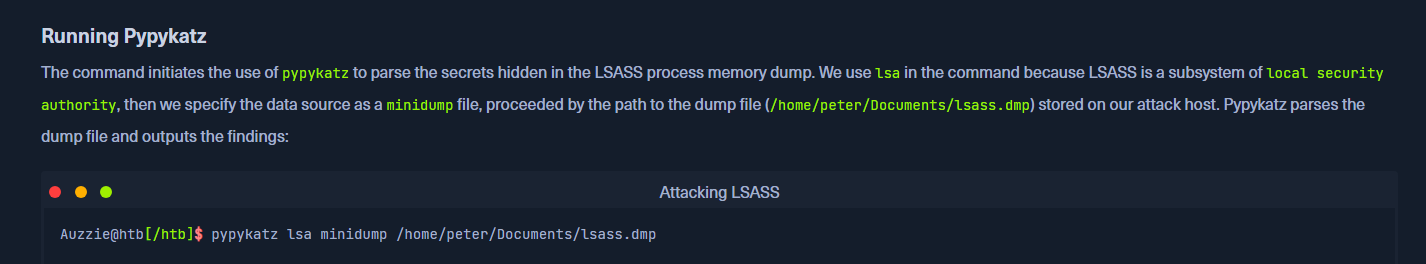 Running Pypykatz
The command initiates the use of pypykatz to parse the secrets hidden in the LSASS process memory dump. We use lsa in the command because LSASS is a subsystem of local security
authority, then we specify the data source as a minidump file, proceeded by the path to the dump file (/home/peter/Documents/lsass.dmp) stored on our attack host. Pypykatz parses the
dump file and outputs the findings:
Attacking LSASS
Auzzie@htb[/htb]$ pypykatz lsa minidump /home/peter/Documents/lsass.dmp